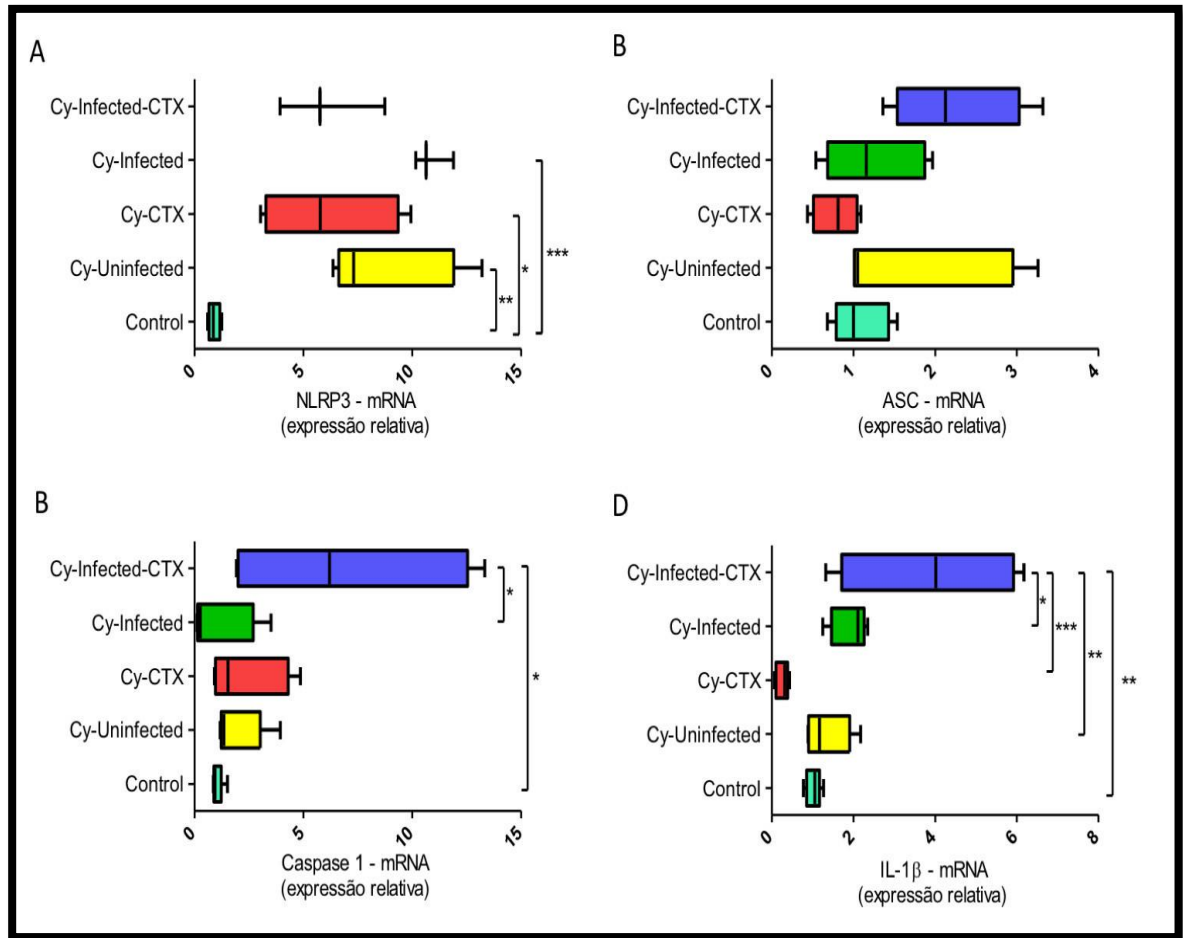 A
Cy-Infected-CTX
Cy-Infected
Cy-CTX
Cy-Uninfected
Control
***
*
**
0
5
10
15
NLRP3 - mRNA
(expressão relativa)
B
Cy-Infected-CTX
Cy-Infected
Cy-CTX
Cy-Uninfected
Control
0
1
2
3
4
ASC - mRNA
(expressão relativa)
B
Cy-Infected-CTX
Cy-Infected
Cy-CTX
Cy-Uninfected
Control
*
*
0
5
10
15
Caspase 1 - mRNA
(expressão relativa)
D
Cy-Infected-CTX
Cy-Infected
Cy-CTX
Cy-Uninfected
Control
*
***
**
**
0
2
4
6
8
IL-1β - mRNA
(expressão relativa)